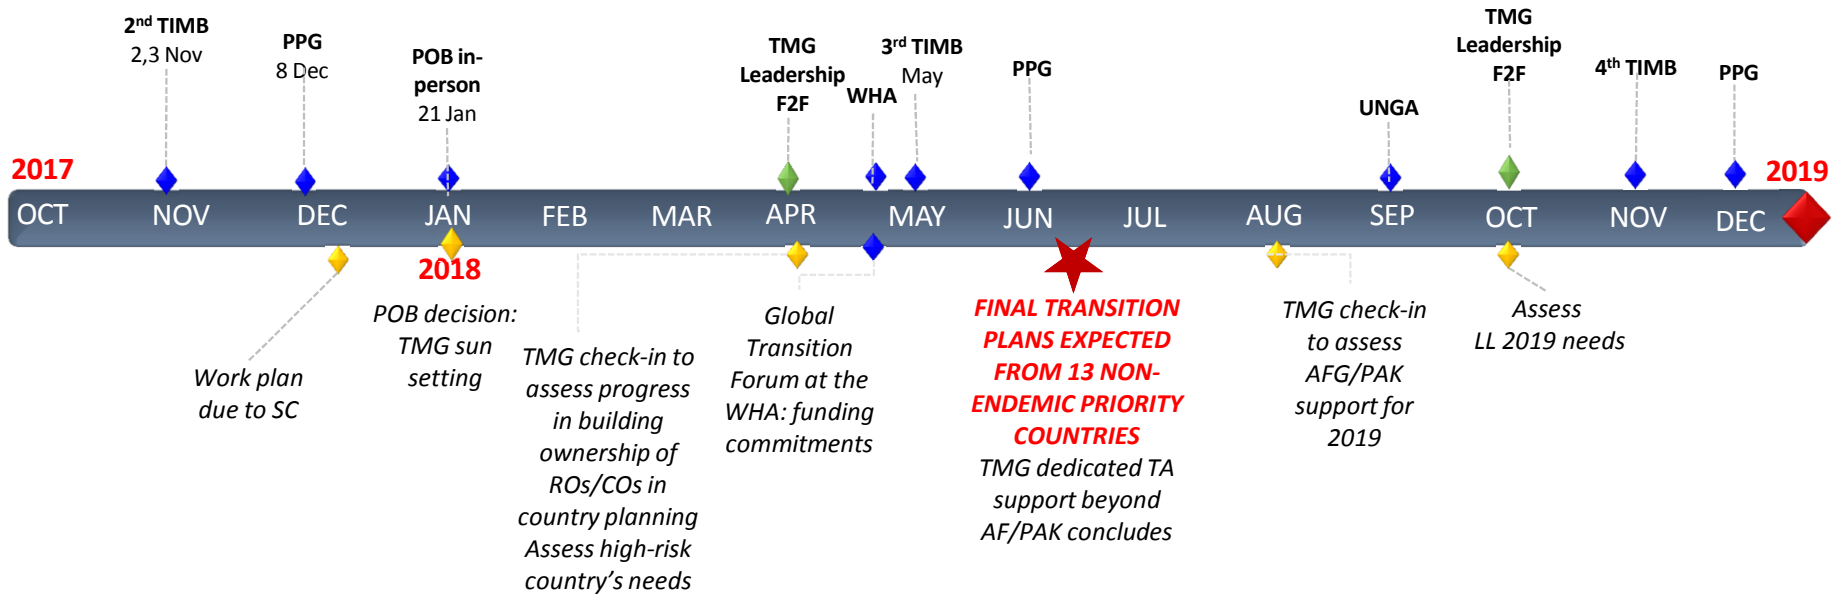 2nd TIMB
2,3 Nov
PPG
8 Dec
POB in-
person
21 Jan
TMG
Leadership
F2F
WHA
3rd TIMB
May
PPG
UNGA
TMG
Leadership
F2F
4th TIMB
PPG
2017
2019
OCT
NOV
DEC
JAN
FEB
MAR
APR
MAY
JUN
JUL
AUG
SEP
OCT
NOV
DEC
2018
Work plan
due to SC
POB decision:
TMG sun
setting
TMG check-in to
assess progress
in building
ownership of
ROs/COs in
country planning
Assess high-risk
country’s needs
Global
Transition
Forum at the
WHA: funding
commitments
FINAL TRANSITION
PLANS EXPECTED
FROM 13 NON-
ENDEMIC PRIORITY
COUNTRIES
TMG dedicated TA
support beyond
AF/PAK concludes
TMG check-in
to assess
AFG/PAK
support for
2019
Assess
LL 2019 needs